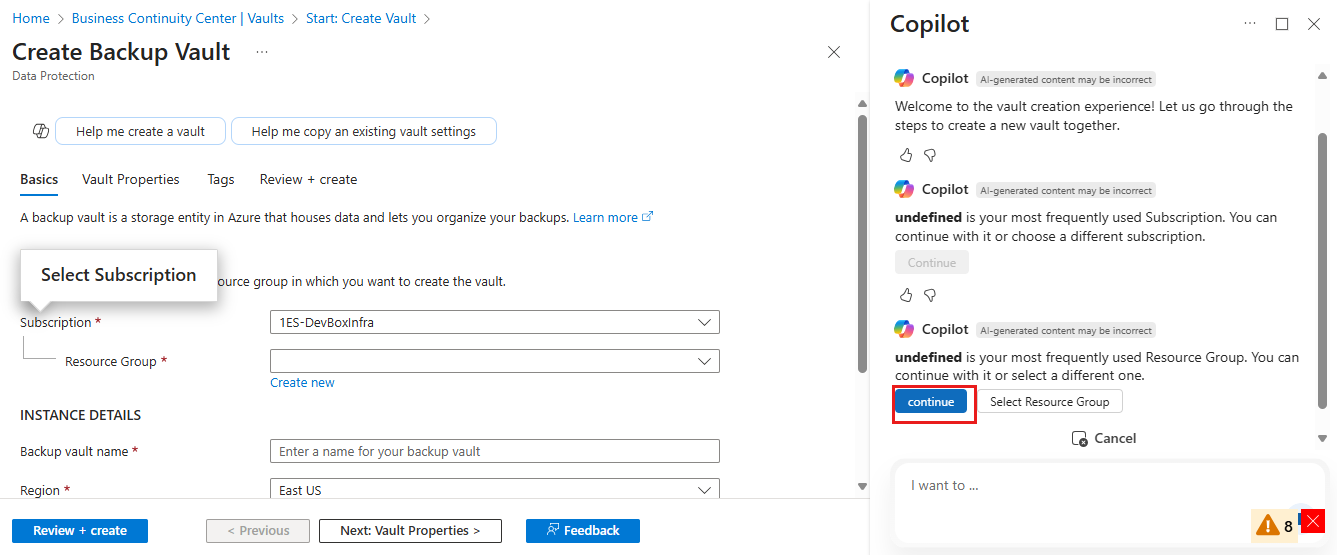 Home > Business Continuity Center | Vaults > Start: Create Vault >
Create Backup Vault ...
Data Protection
Help me create a vault
Help me copy an existing vault settings
Basics Vault Properties Tags Review + create
A backup vault is a storage entity in Azure that houses data and lets you organize your backups. Learn more
Select Subscription
ource group in which you want to create the vault.
Subscription * 1ES-DevBoxInfra
Resource Group *
Create new
INSTANCE DETAILS
Backup vault name * Enter a name for your backup vault
Region * East US
Review + create < Previous Next: Vault Properties > Feedback
Copilot ...
Copilot AI-generated content may be incorrect
Welcome to the vault creation experience! Let us go through the
steps to create a new vault together.
Copilot AI-generated content may be incorrect
undefined is your most frequently used Subscription. You can
continue with it or choose a different subscription.
Continue
Copilot AI-generated content may be incorrect
undefined is your most frequently used Resource Group. You can
continue with it or select a different one.
continue Select Resource Group
Cancel
I want to ...
8